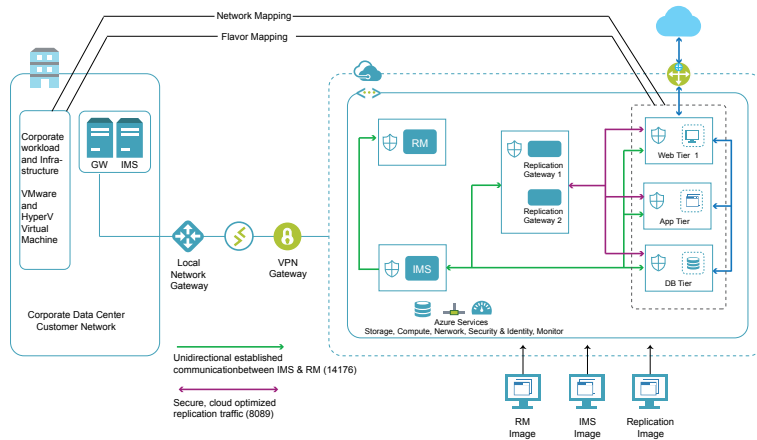 Network Mapping
Flavor Mapping
Corporate
workload
and Infra-
structure
VMware
and
HyperV
Virtual
Machine
GW
IMS
Corporate Data Center
Customer Network
Local
Network
Gateway
VPN
Gateway
RM
IMS
Replication
Gateway 1
Replication
Gateway 2
Web Tier 1
App Tier
DB Tier
Azure Services
Storage, Compute, Network, Security & Identity, Monitor
Unidirectional established
communicationbetween IMS & RM (14176)
Secure, cloud optimized
replication traffic (8089)
RM
Image
IMS
Image
Replication
Image